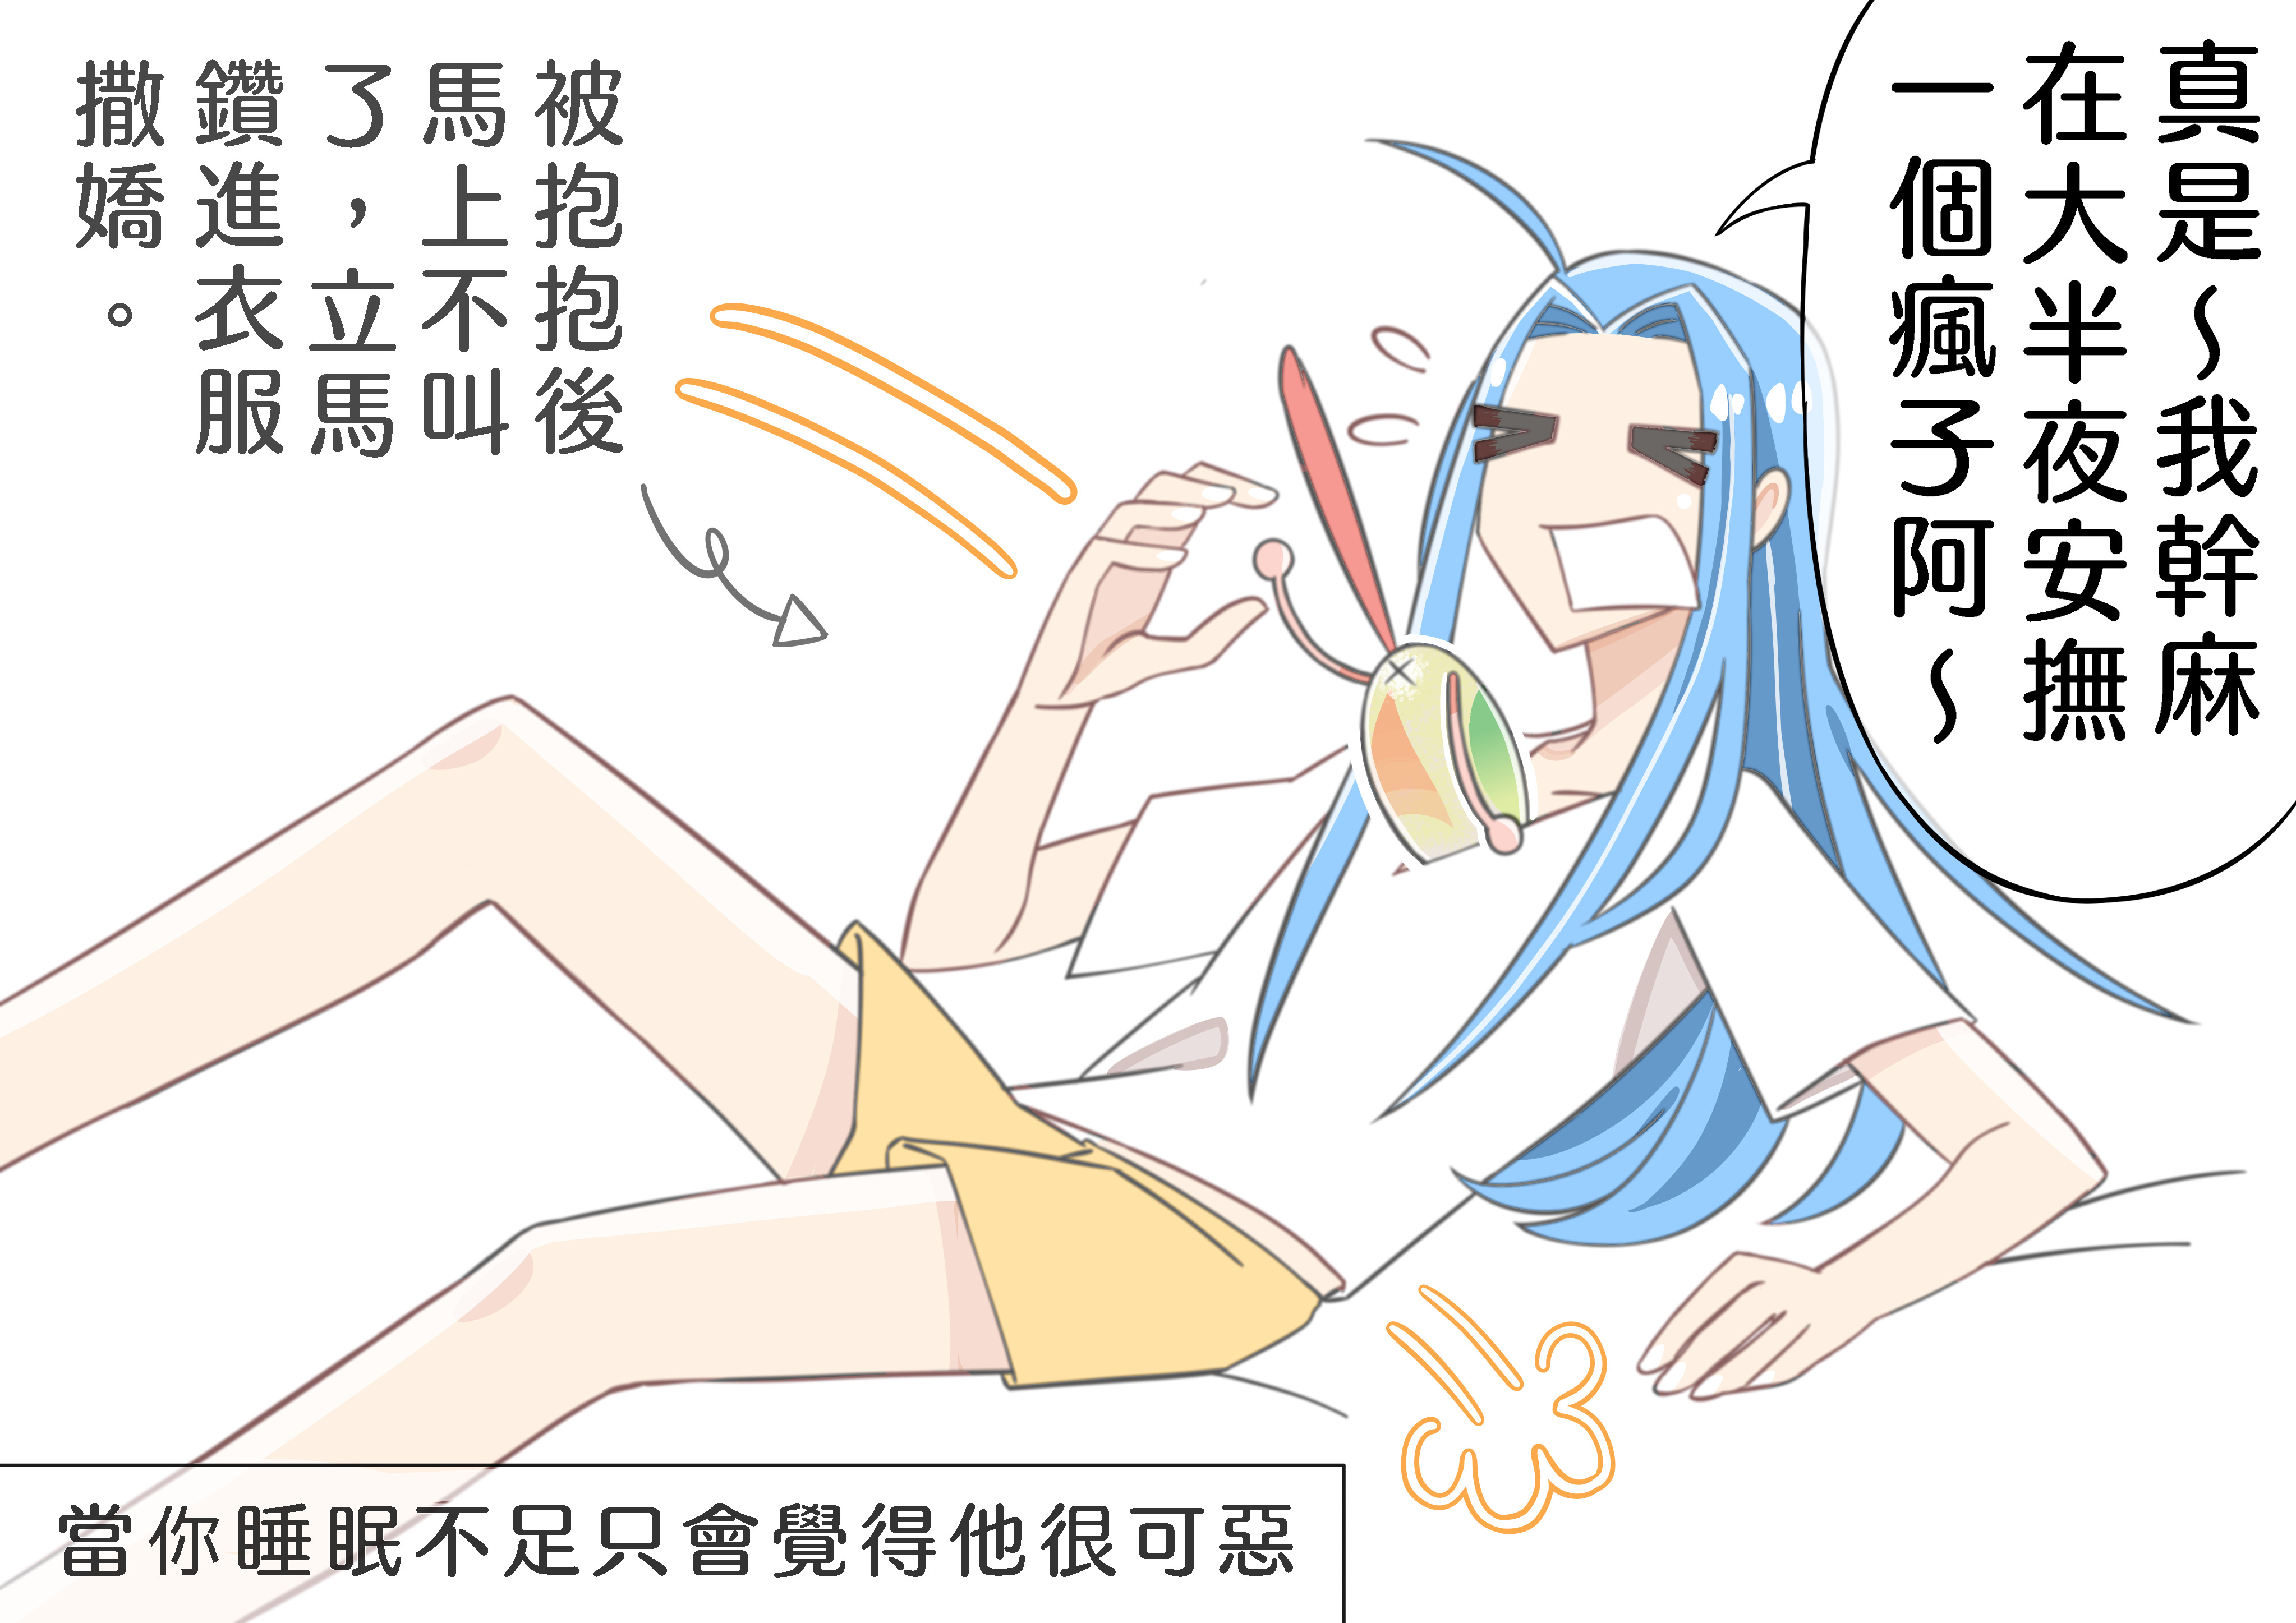 真是～我幹麻
在大半夜安撫
一個瘋子阿～
被抱抱後
馬上不叫
了，立馬
鑽進衣服
撒嬌。
當你睡眠不足只會覺得他很可惡